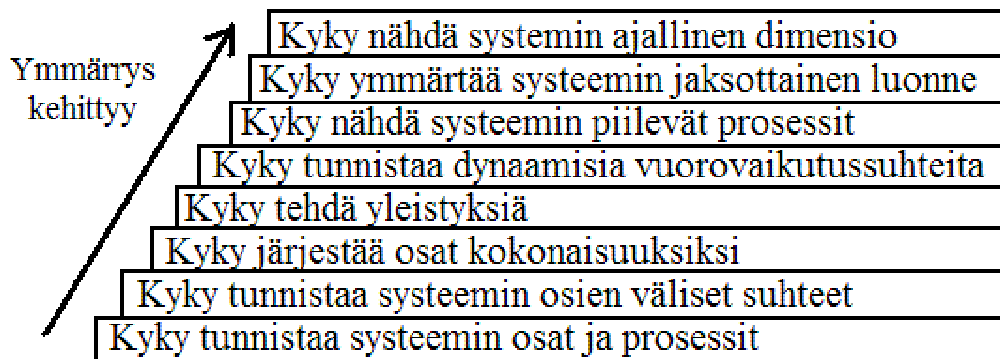 Kyky nähdä systemin ajallinen dimensio
Ymmärrys
kehittyy
Kyky ymmärtää systeemin jaksottainen luonne
Kyky nähdä systeemin piilevät prosessit
Kyky tunnistaa dynaamisia vuorovaikutussuhteita
Kyky tehdä yleistyksiä
Kyky järjestää osat kokonaisuuksiksi
Kyky tunnistaa systeemin osien väliset suhteet
Kyky tunnistaa systeemin osat ja prosessit